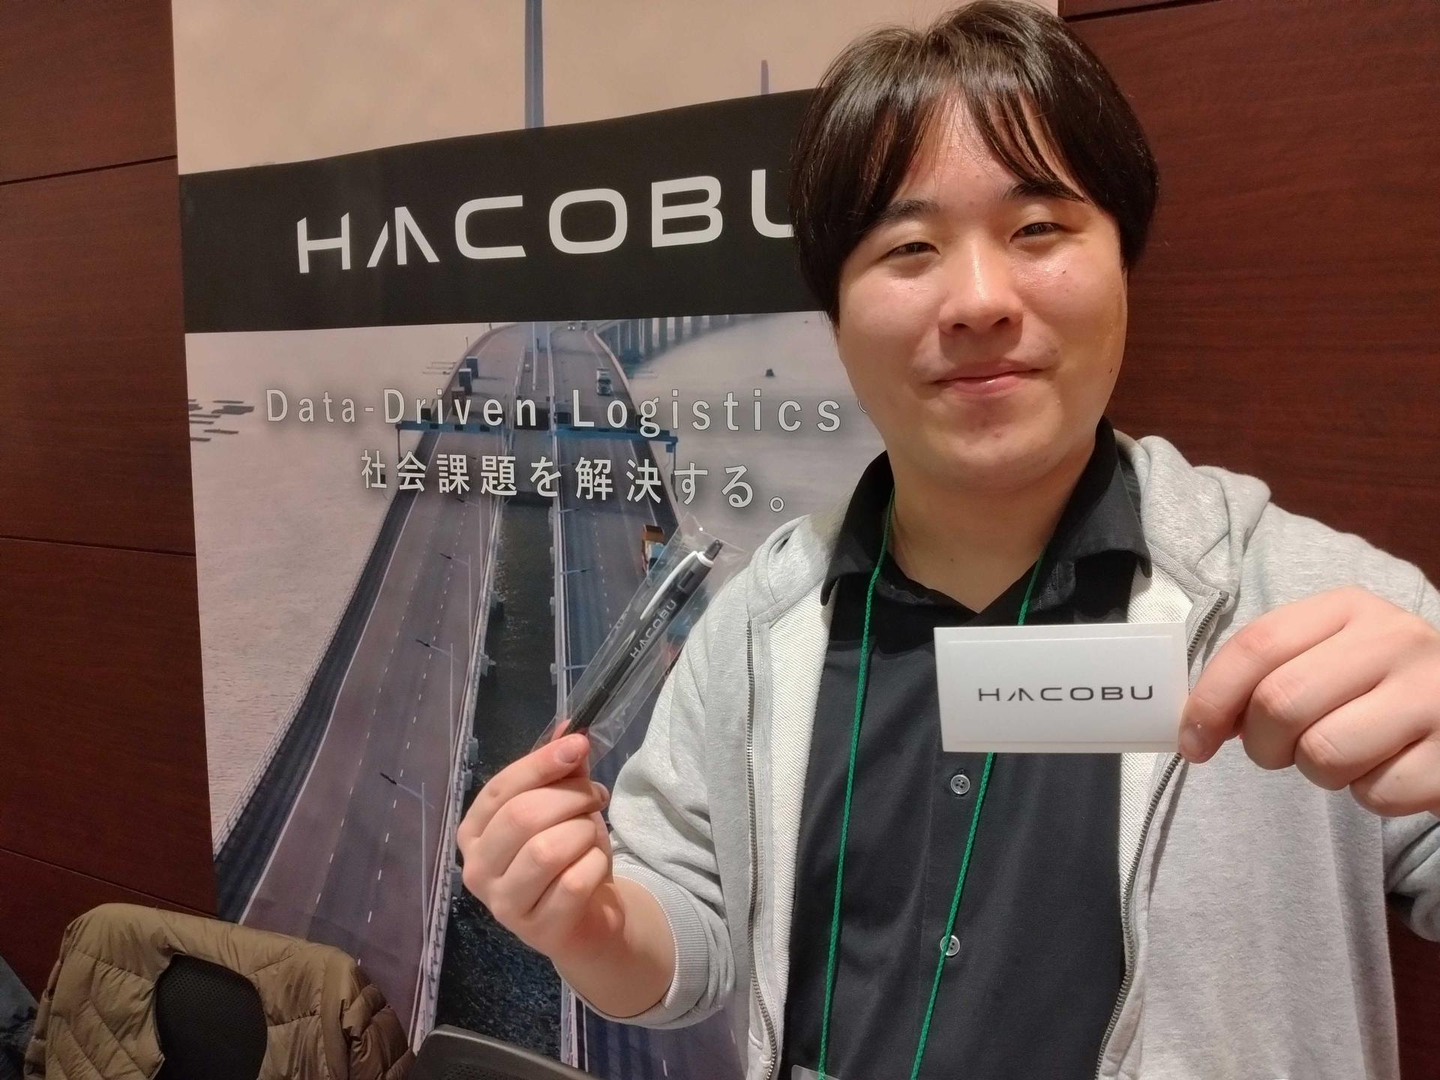 HACOBU
Data-Driven Logistics
社会課題を解決する。
HACOBU
HACOBU